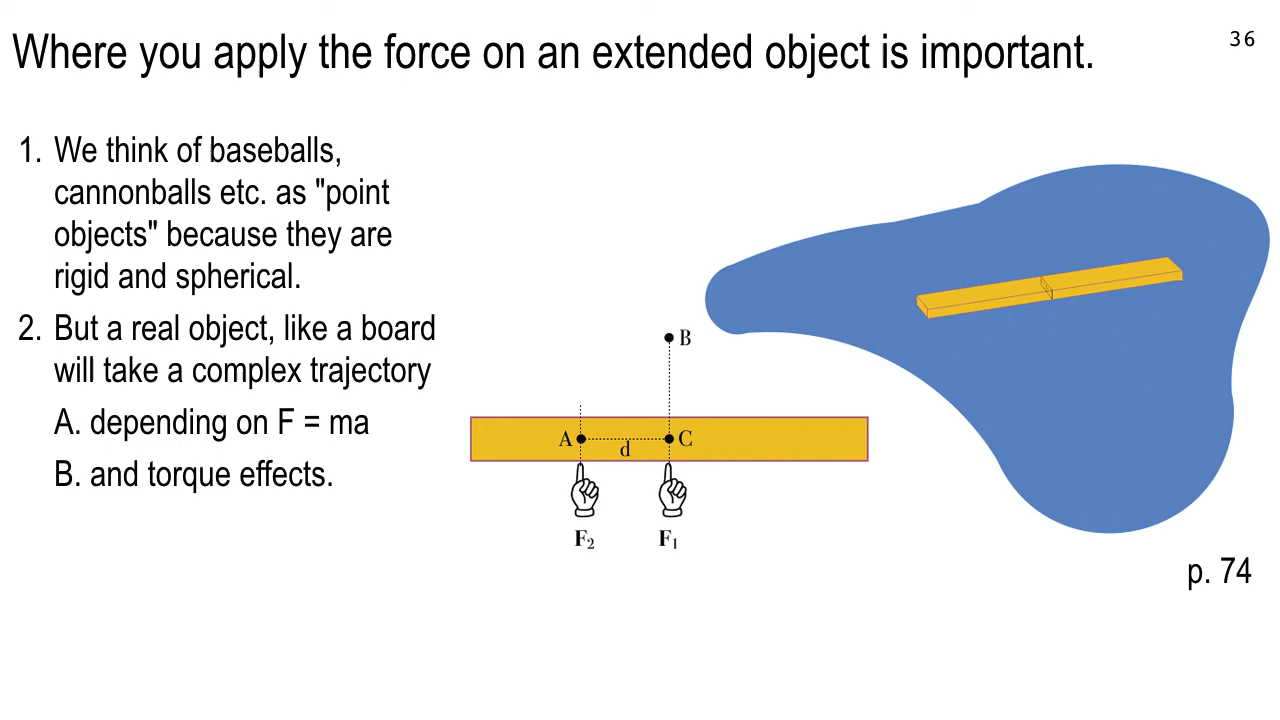 Where you apply the force on an extended object is important.
36
1. We think of baseballs,
cannonballs etc. as "point
objects" because they are
rigid and spherical.
2. But a real object, like a board
will take a complex trajectory
A. depending on F = ma
B. and torque effects.
B
A
C
d
F₂
F₁
p. 74